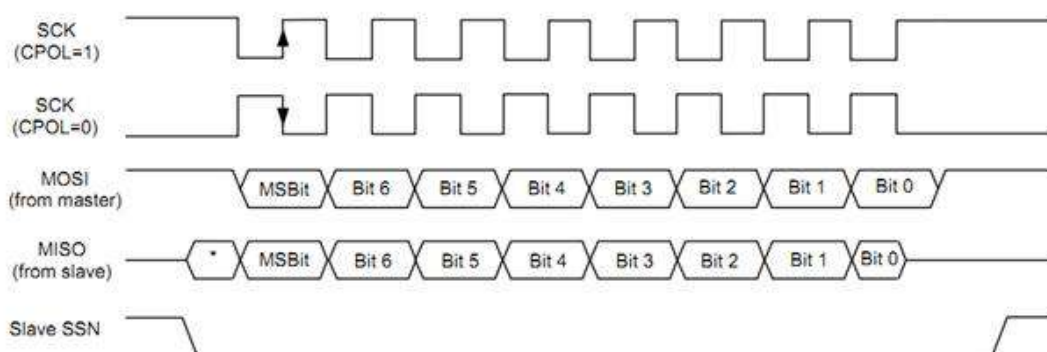 SCK
(CPOL=1)
SCK
(CPOL=0)
MOSI
(from master)
MSBit Bit 6 Bit 5 Bit 4 Bit 3 Bit 2 Bit 1 Bit 0
MISO
(from slave)
* MSBit Bit 6 Bit 5 Bit 4 Bit 3 Bit 2 Bit 1 Bit 0
Slave SSN